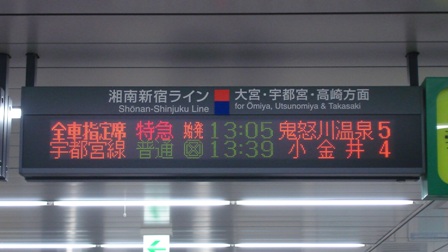 湘南新宿ライン 大宮・宇都宮・高崎方面
Shōnan-Shinjuku Line for Ōmiya, Utsunomiya & Takasaki
全車指定席 特急 始発 13:05 鬼怒川温泉 5
宇都宮線 普通 13:39 小金井 4